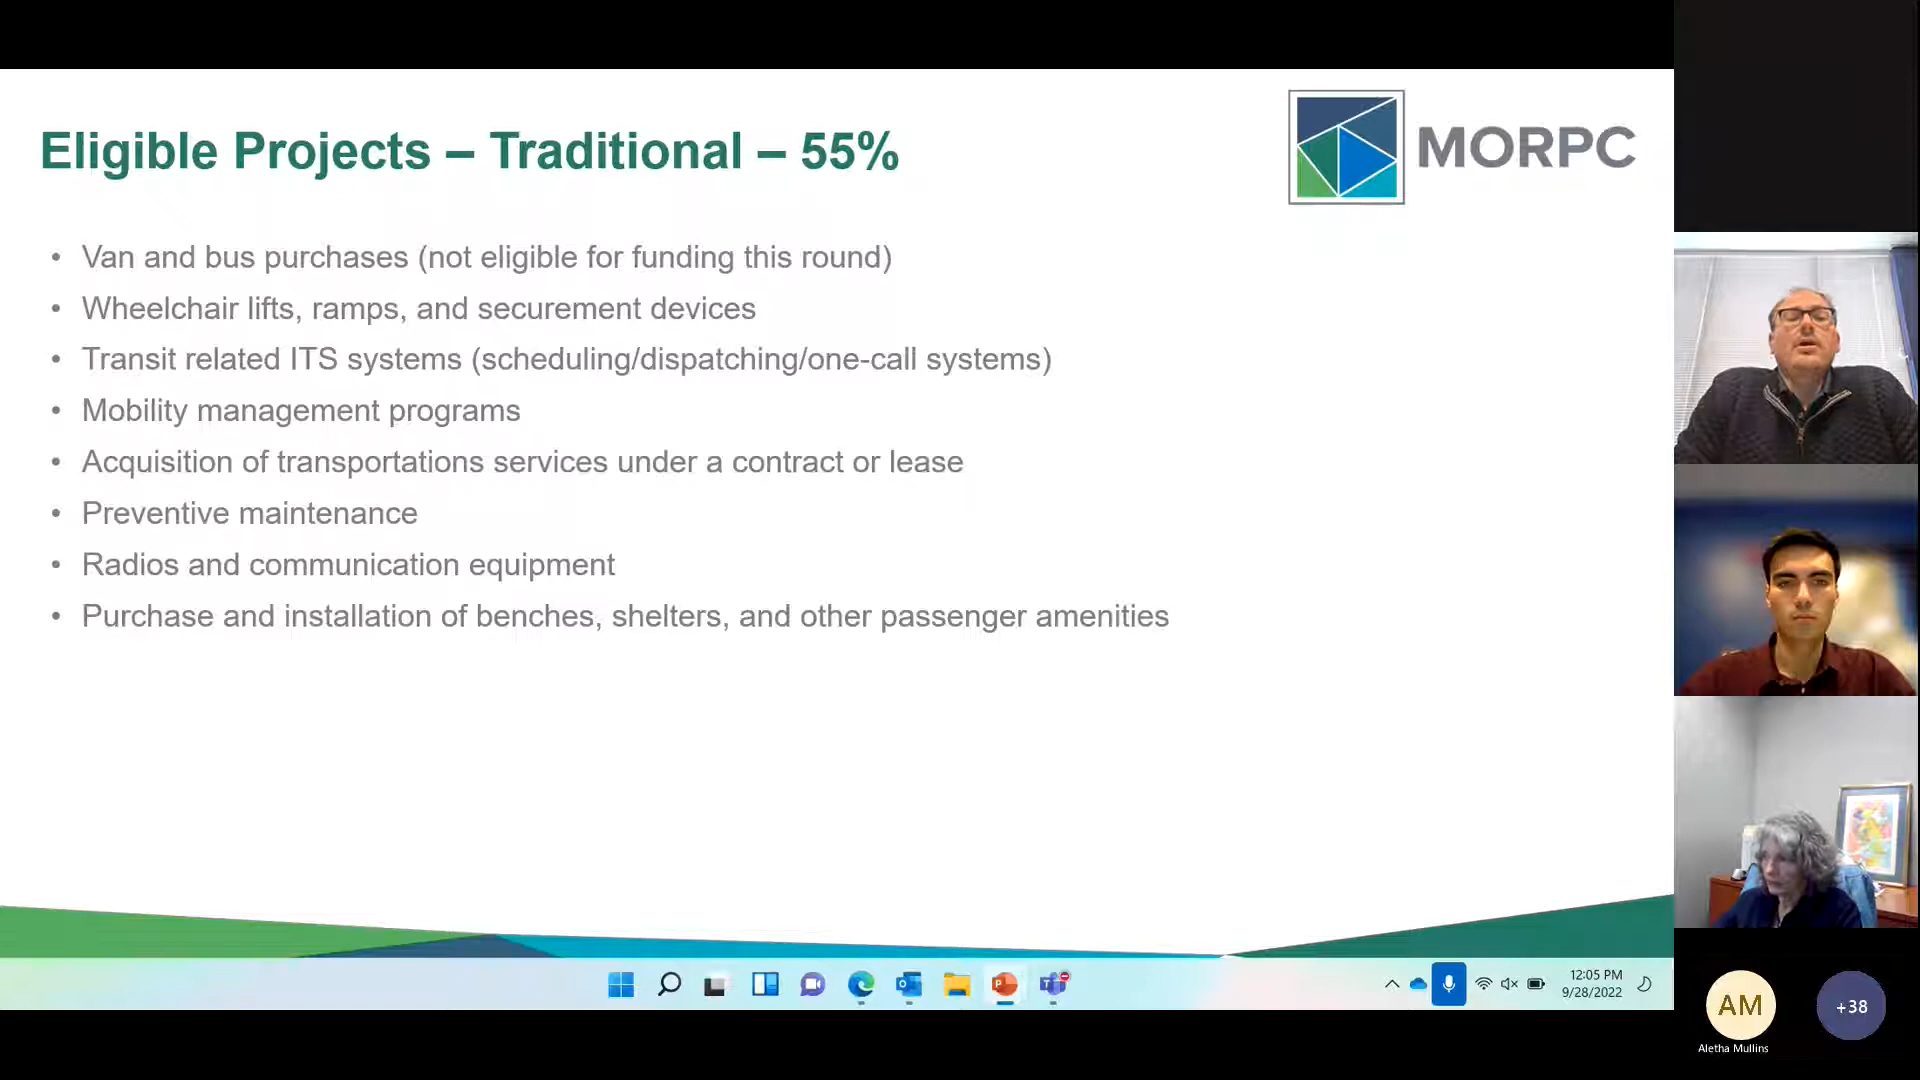 Eligible Projects – Traditional – 55%
MORPC
• Van and bus purchases (not eligible for funding this round)
• Wheelchair lifts, ramps, and securement devices
• Transit related ITS systems (scheduling/dispatching/one-call systems)
• Mobility management programs
• Acquisition of transportations services under a contract or lease
• Preventive maintenance
• Radios and communication equipment
• Purchase and installation of benches, shelters, and other passenger amenities
12:05 PM
9/28/2022
AM
+38
Aletha Mullins